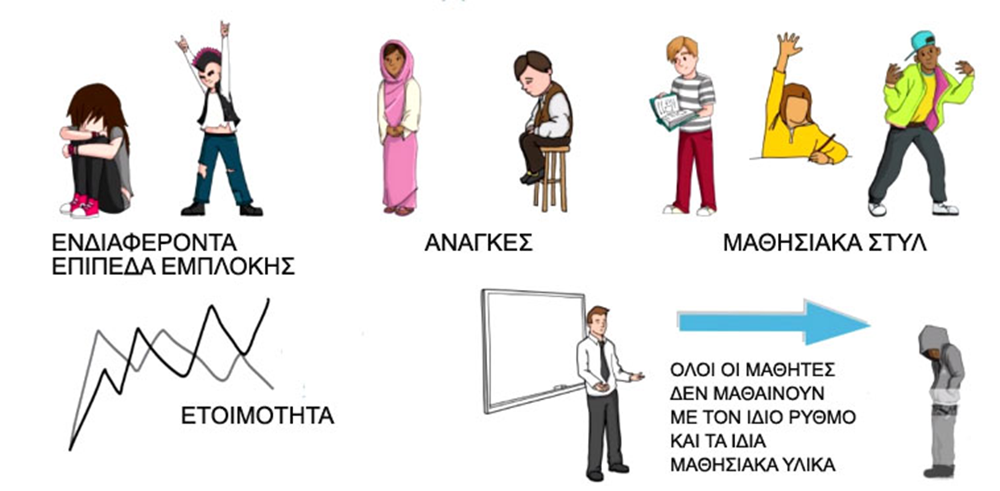 ΕΝΔΙΑΦΕΡΟΝΤΑ
ΕΠΙΠΕΔΑ ΕΜΠΛΟΚΗΣ
ΑΝΑΓΚΕΣ
ΜΑΘΗΣΙΑΚΑ ΣΤΥΛ
ΕΤΟΙΜΟΤΗΤΑ
ΟΛΟΙ ΟΙ ΜΑΘΗΤΕΣ
ΔΕΝ ΜΑΘΑΙΝΟΥΝ
ΜΕ ΤΟΝ ΙΔΙΟ ΡΥΘΜΟ
ΚΑΙ ΤΑ ΙΔΙΑ
ΜΑΘΗΣΙΑΚΑ ΥΛΙΚΑ